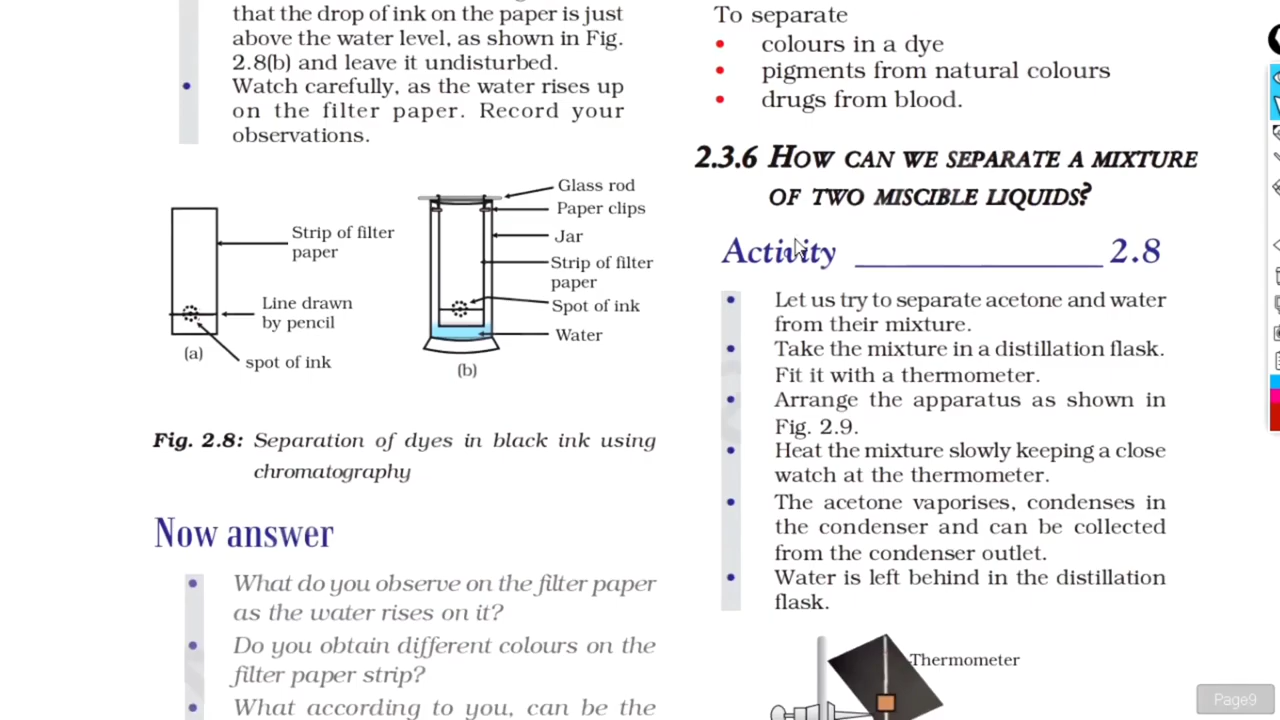 that the drop of ink on the paper is just
above the water level, as shown in Fig.
2.8(b) and leave it undisturbed.
• Watch carefully, as the water rises up
on the filter paper. Record your
observations.
Strip of filter
paper
Line drawn
by pencil
(a)
spot of ink
Glass rod
Paper clips
Jar
Strip of filter
paper
Spot of ink
Water
(b)
Fig. 2.8: Separation of dyes in black ink using
chromatography
Now answer
• What do you observe on the filter paper
as the water rises on it?
• Do you obtain different colours on the
filter paper strip?
• What according to you, can be the
To separate
• colours in a dye
• pigments from natural colours
• drugs from blood.
2.3.6 HOW CAN WE SEPARATE A MIXTURE
OF TWO MISCIBLE LIQUIDS?
Activity ______________ 2.8
• Let us try to separate acetone and water
from their mixture.
• Take the mixture in a distillation flask.
Fit it with a thermometer.
• Arrange the apparatus as shown in
Fig. 2.9.
• Heat the mixture slowly keeping a close
watch at the thermometer.
• The acetone vaporises, condenses in
the condenser and can be collected
from the condenser outlet.
• Water is left behind in the distillation
flask.
Thermometer
Page9